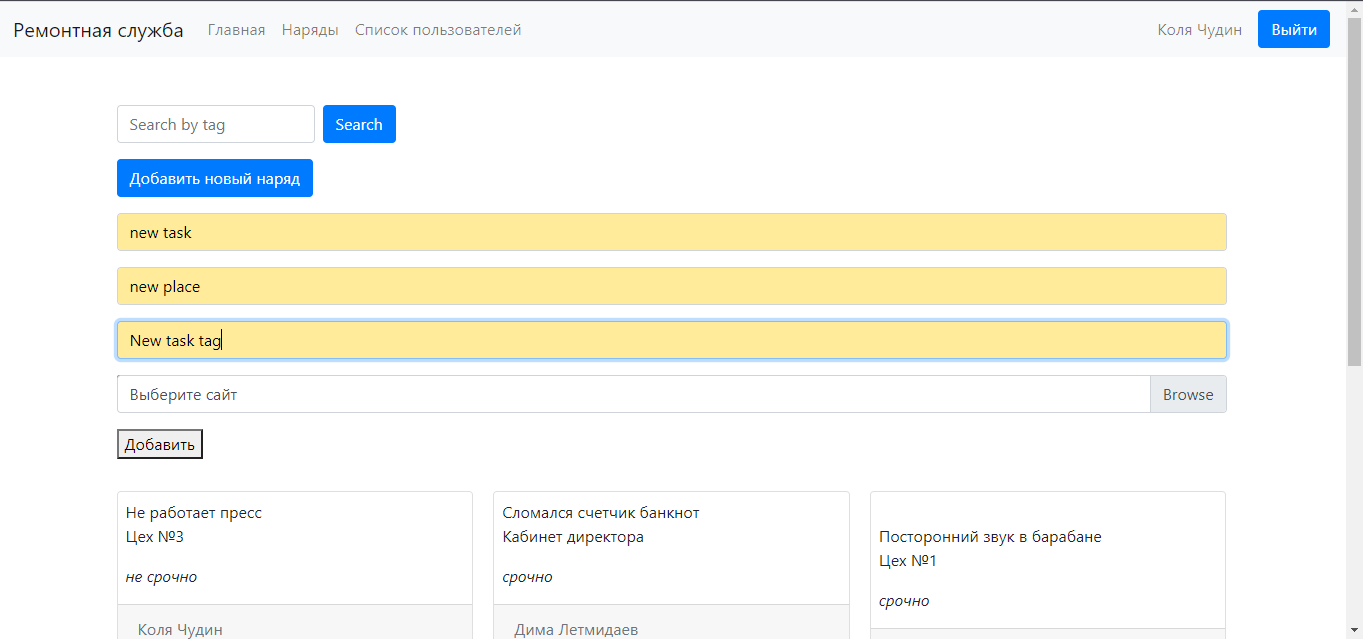 Ремонтная служба Главная Наряды Список пользователей Коля Чудин Выйти
Search by tag Search
Добавить новый наряд
new task
new place
New task tag
Выберите сайт Browse
Добавить
Не работает пресс
Цех №3
не срочно
Коля Чудин
Сломался счетчик банкнот
Кабинет директора
срочно
Дима Летмидаев
Посторонний звук в барабане
Цех №1
срочно